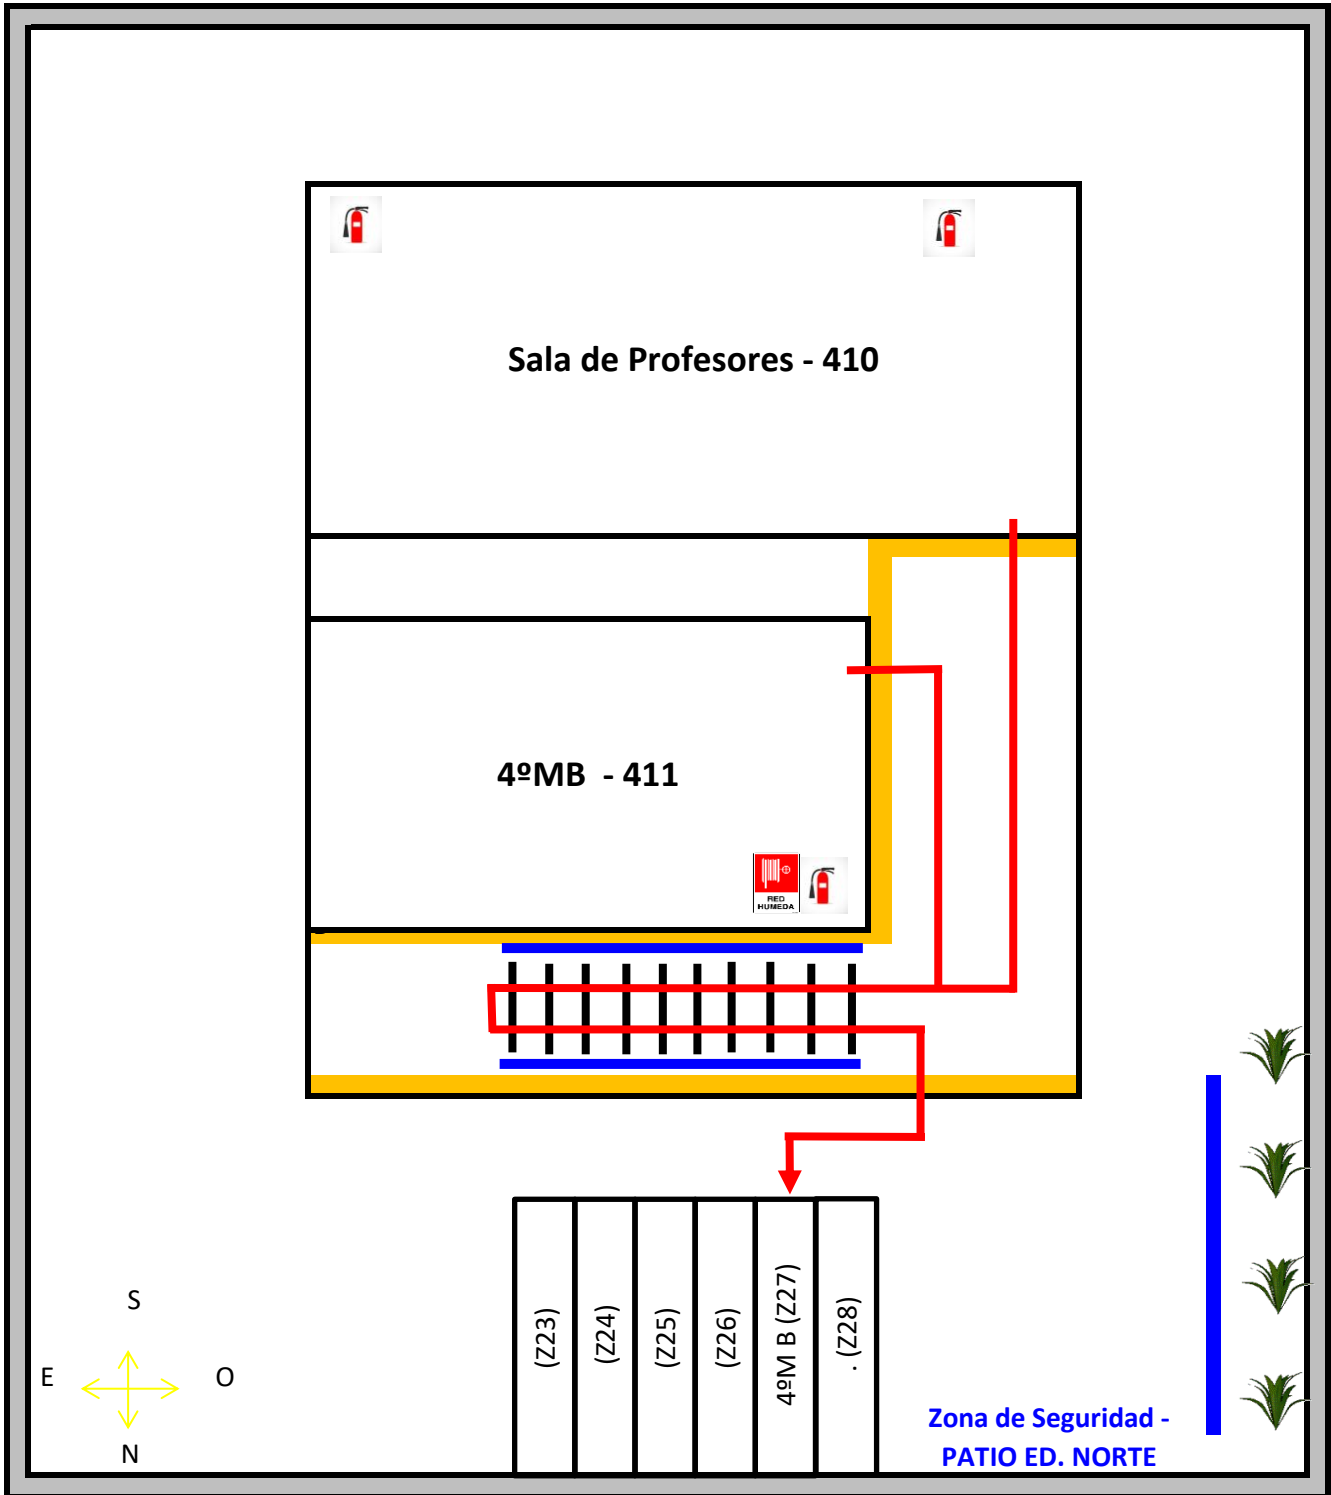 Sala de Profesores - 410
4ºMB - 411
RED
HUMEDA
(Z23)
(Z24)
(Z25)
(Z26)
4ºM B (Z27)
. (Z28)
S
E
O
N
Zona de Seguridad -
PATIO ED. NORTE